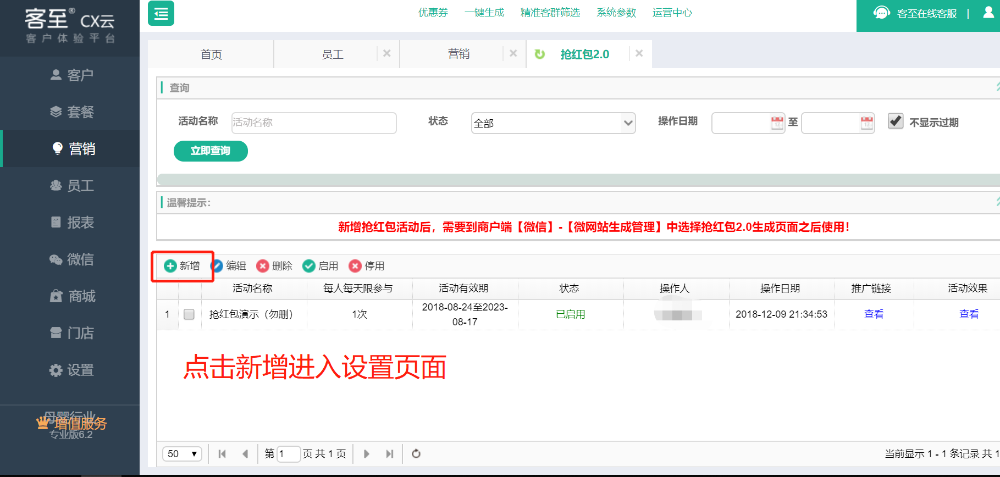 客至® CX云
客户体验平台
优惠券 一键生成 精准客群筛选 系统参数 运营中心
客至在线客服 |
首页 员工 营销 抢红包2.0
客户
套餐
营销
员工
报表
微信
商城
门店
设置
母婴行业
增值服务
专业版6.2
查询
活动名称 活动名称 状态 全部 操作日期 至 不显示过期
立即查询
温馨提示：
新增抢红包活动后，需要到商户端【微信】-【微网站生成管理】中选择抢红包2.0生成页面之后使用！
新增 编辑 删除 启用 停用
活动名称 每人每天限参与 活动有效期 状态 操作人 操作日期 推广链接 活动效果
1 抢红包演示（勿删） 1次 2018-08-24至2023-08-17 已启用 2018-12-09 21:34:53 查看 查看
点击新增进入设置页面
50 第 1 页 共 1 页
当前显示 1 - 1 条记录 共 1